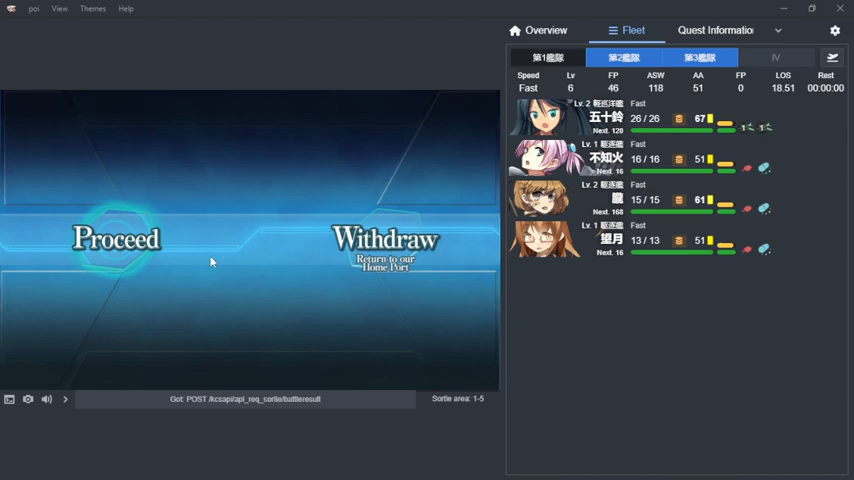 poi View Themes Help
Overview Fleet Quest Informatio
第1艦隊 第2艦隊 第3艦隊 IV
Speed Lv FP ASW AA FP LOS Rest
Fast 6 46 118 51 0 18.51 00:00:00
Lv. 2 軽巡洋艦 Fast
五十鈴 26 / 26 67
Next. 120
Lv. 1 駆逐艦 Fast
不知火 16 / 16 51
Next. 16
Lv. 2 駆逐艦 Fast
朧 15 / 15 61
Next. 168
Lv. 1 駆逐艦 Fast
望月 13 / 13 51
Next. 16
Proceed
Withdraw
Return to our
Home Port
Got: POST /kcsapi/api_req_sortie/battleresult
Sortie area: 1-5